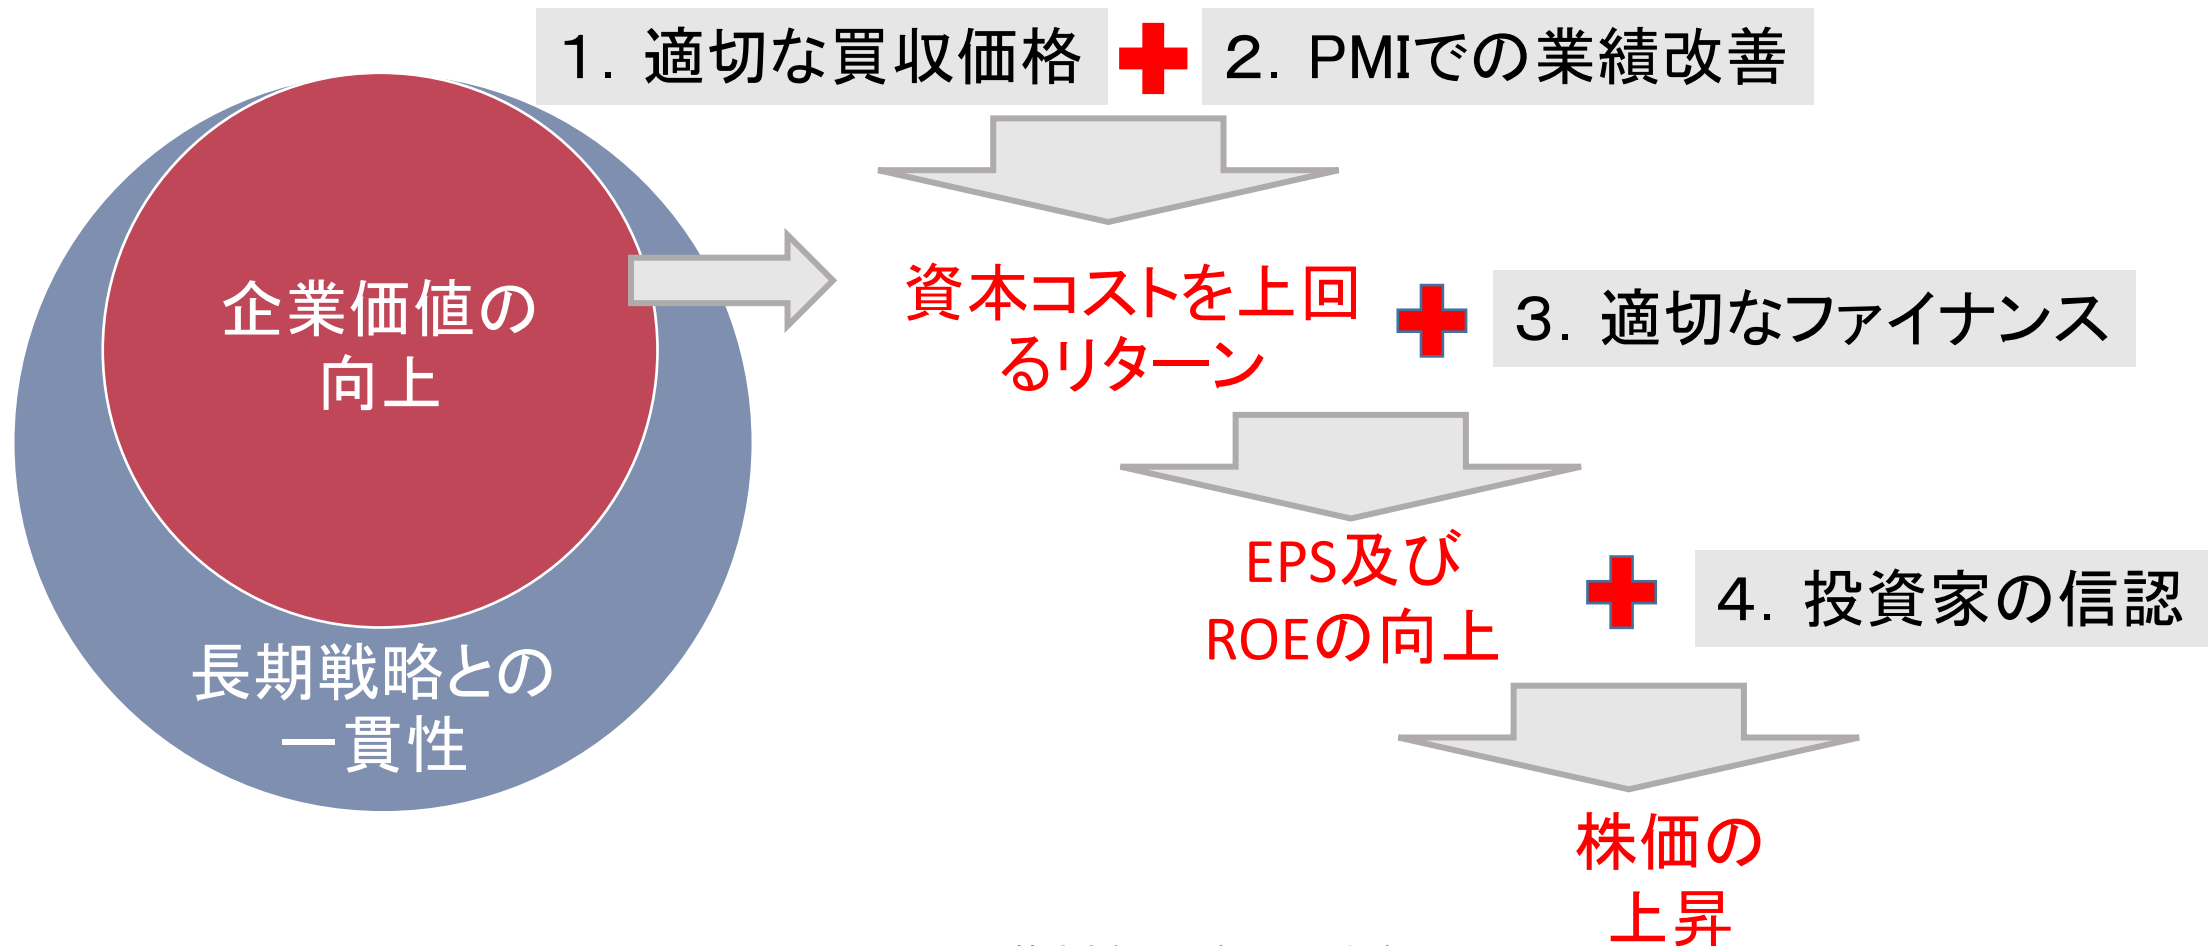 １．適切な買収価格
２．PMIでの業績改善
企業価値の
向上
資本コストを上回
るリターン
３．適切なファイナンス
EPS及び
ROEの向上
４．投資家の信認
長期戦略との
一貫性
株価の
上昇